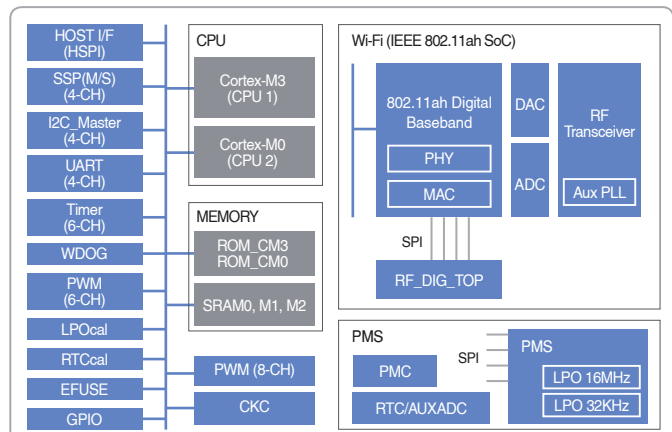 HOST I/F
(HSPI)
SSP(M/S)
(4-CH)
I2C_Master
(4-CH)
UART
(4-CH)
Timer
(6-CH)
WDOG
PWM
(6-CH)
LPOcal
RTCcal
EFUSE
GPIO
CPU
Cortex-M3
(CPU 1)
Cortex-M0
(CPU 2)
MEMORY
ROM_CM3
ROM_CM0
SRAM0, M1, M2
PWM (8-CH)
CKC
Wi-Fi (IEEE 802.11ah SoC)
802.11ah Digital
Baseband
PHY
MAC
DAC
ADC
RF
Transceiver
Aux PLL
SPI
RF_DIG_TOP
PMS
PMC
RTC/AUXADC
SPI
PMS
LPO 16MHz
LPO 32KHz